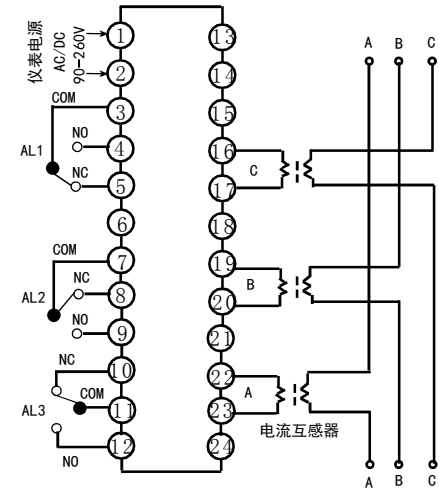 仪表电源
AC/DC
90-260V
1
2
3
4
5
6
7
8
9
10
11
12
13
14
15
16
17
18
19
20
21
22
23
24
COM
NO
AL1
NC
COM
NC
AL2
NO
NC
COM
AL3
NO
C
B
A
电流互感器
A B C
A B C